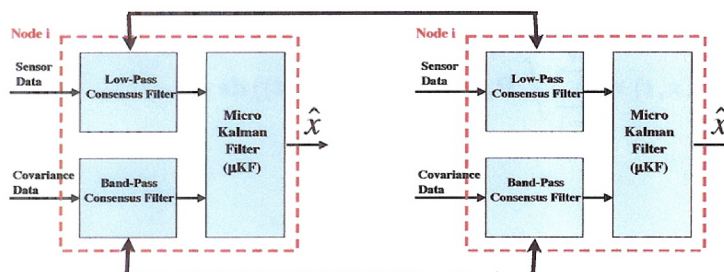 Node i
Sensor
Data
Low-Pass
Consensus Filter
Covariance
Data
Band-Pass
Consensus Filter
Micro
Kalman
Filter
(μKF)
x̂
Node i
Sensor
Data
Low-Pass
Consensus Filter
Covariance
Data
Band-Pass
Consensus Filter
Micro
Kalman
Filter
(μKF)
x̂